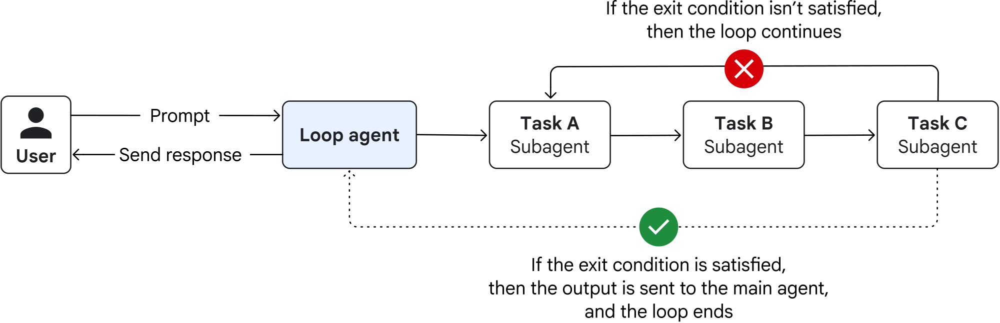 If the exit condition isn’t satisfied,
then the loop continues
User
Prompt
Send response
Loop agent
Task A
Subagent
Task B
Subagent
Task C
Subagent
If the exit condition is satisfied,
then the output is sent to the main agent,
and the loop ends